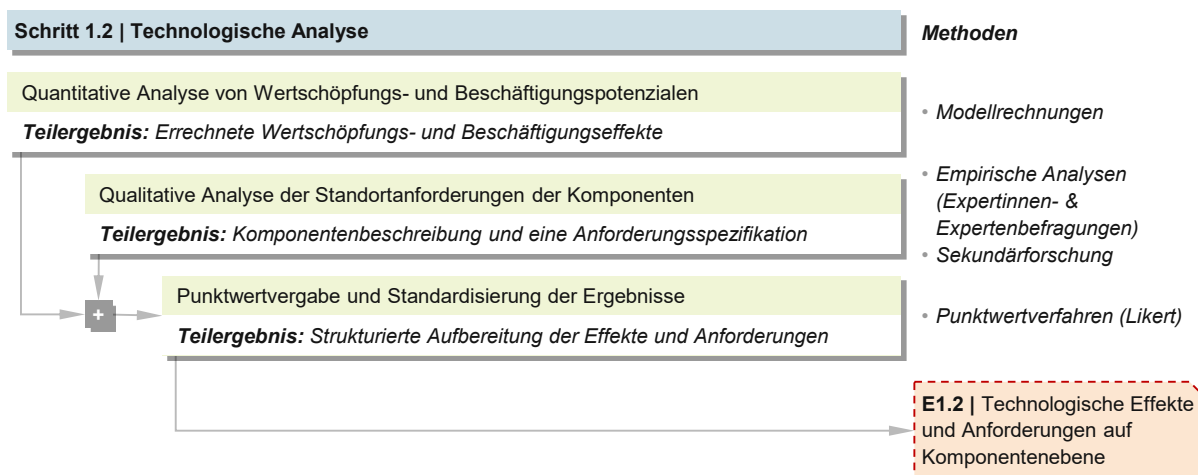 Schritt 1.2 | Technologische Analyse
Methoden
Quantitative Analyse von Wertschöpfungs- und Beschäftigungspotenzialen
Teilergebnis: Errechnete Wertschöpfungs- und Beschäftigungseffekte
• Modellrechnungen
Qualitative Analyse der Standortanforderungen der Komponenten
Teilergebnis: Komponentenbeschreibung und eine Anforderungsspezifikation
• Empirische Analysen
(Expertinnen- &
Expertenbefragungen)
• Sekundärforschung
+
Punktwertvergabe und Standardisierung der Ergebnisse
Teilergebnis: Strukturierte Aufbereitung der Effekte und Anforderungen
• Punktwertverfahren (Likert)
E1.2 | Technologische Effekte
und Anforderungen auf
Komponentenebene